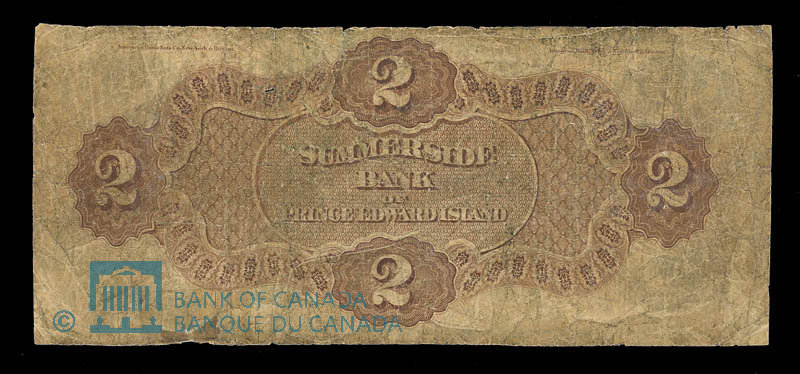 2
2
SUMMERSIDE
BANK
OF
PRINCE EDWARD ISLAND
2
2
BANK OF CANADA
© BANQUE DU CANADA